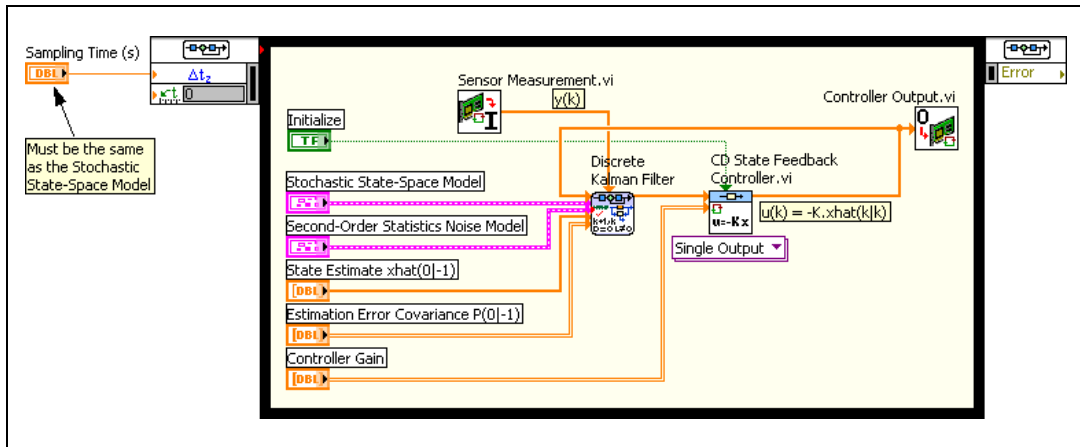 Sampling Time (s)
DBL
Δtz
0
Must be the same
as the Stochastic
State-Space Model
Error
Sensor Measurement.vi
y(k)
Controller Output.vi
Initialize
TF
Discrete
Kalman Filter
CD State Feedback
Controller.vi
Stochastic State-Space Model
u=-Kx
u(k) = -K.xhat(k|k)
Second-Order Statistics Noise Model
Single Output
State Estimate xhat(0|-1)
[DBL]
Estimation Error Covariance P(0|-1)
[DBL]
Controller Gain
[DBL]